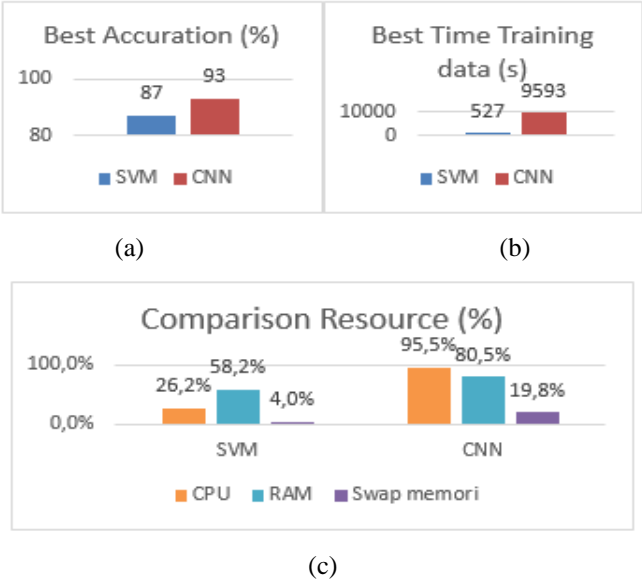 Best Accuration (%)
100
87
93
80
SVM CNN
(a)
Best Time Training
data (s)
10000
527
9593
0
SVM CNN
(b)
Comparison Resource (%)
100,0%
26,2%
58,2%
4,0%
95,5%
80,5%
19,8%
0,0%
SVM
CNN
CPU RAM Swap memori
(c)